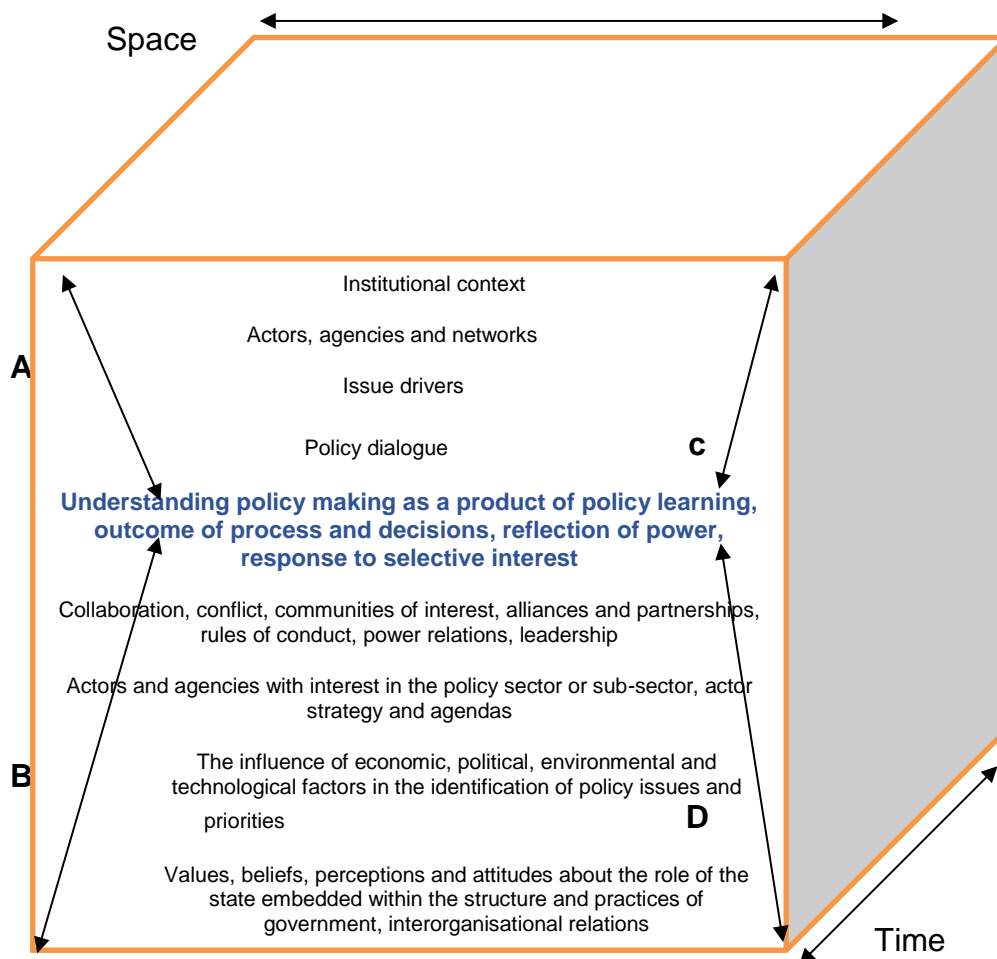 Space
Institutional context
Actors, agencies and networks
A
Issue drivers
Policy dialogue
c
Understanding policy making as a product of policy learning,
outcome of process and decisions, reflection of power,
response to selective interest
Collaboration, conflict, communities of interest, alliances and partnerships,
rules of conduct, power relations, leadership
Actors and agencies with interest in the policy sector or sub-sector, actor
strategy and agendas
The influence of economic, political, environmental and
B
technological factors in the identification of policy issues and
priorities
D
Values, beliefs, perceptions and attitudes about the role of the
state embedded within the structure and practices of
government, interorganisational relations
Time